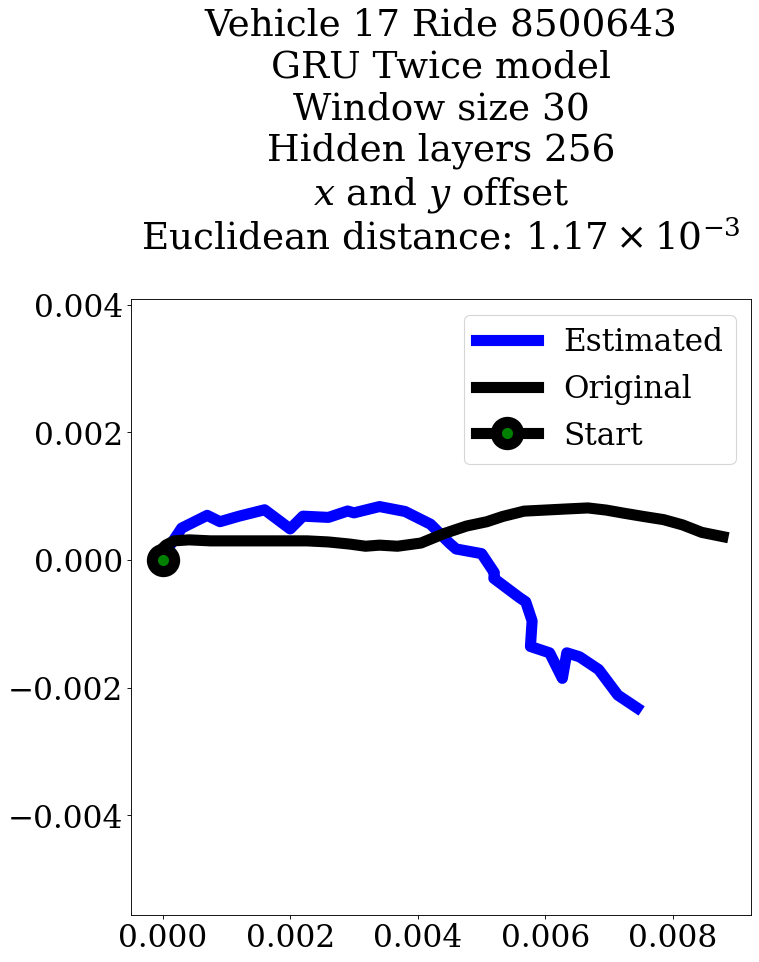 Vehicle 17 Ride 8500643
GRU Twice model
Window size 30
Hidden layers 256
x and y offset
Euclidean distance: 1.17 × 10⁻³
0.004
0.002
0.000
−0.002
−0.004
Estimated
Original
Start
0.000 0.002 0.004 0.006 0.008